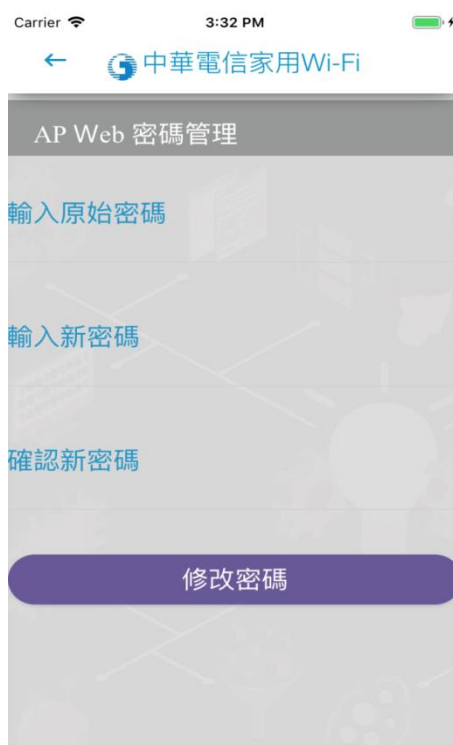 Carrier
3:32 PM
中華電信家用Wi-Fi
AP Web 密碼管理
輸入原始密碼
輸入新密碼
確認新密碼
修改密碼